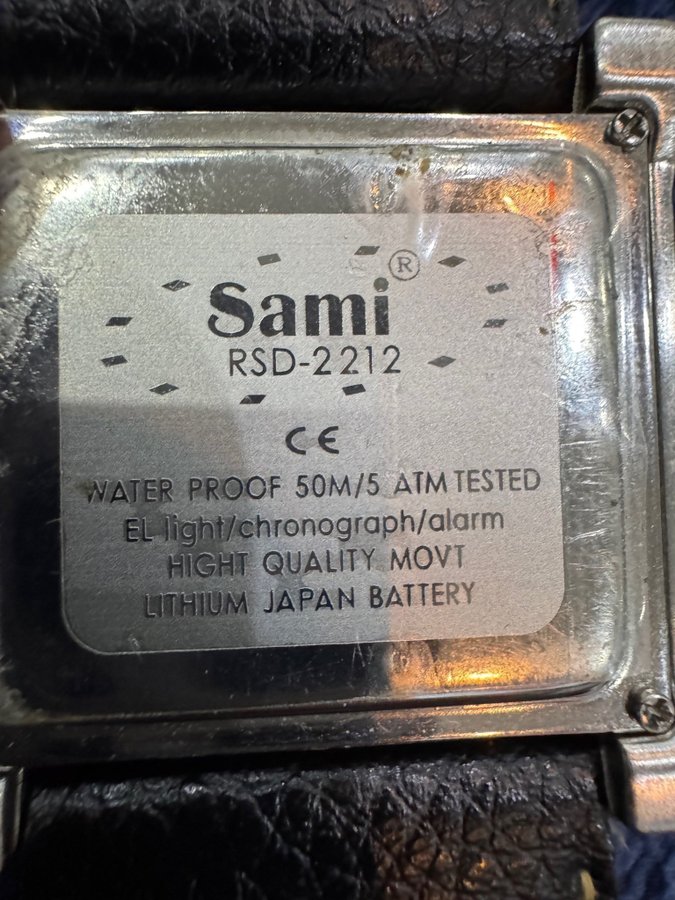 Sami®
RSD-2212
CE
WATER PROOF 50M/5 ATM TESTED
EL light/chronograph/alarm
HIGHT QUALITY MOVT
LITHIUM JAPAN BATTERY